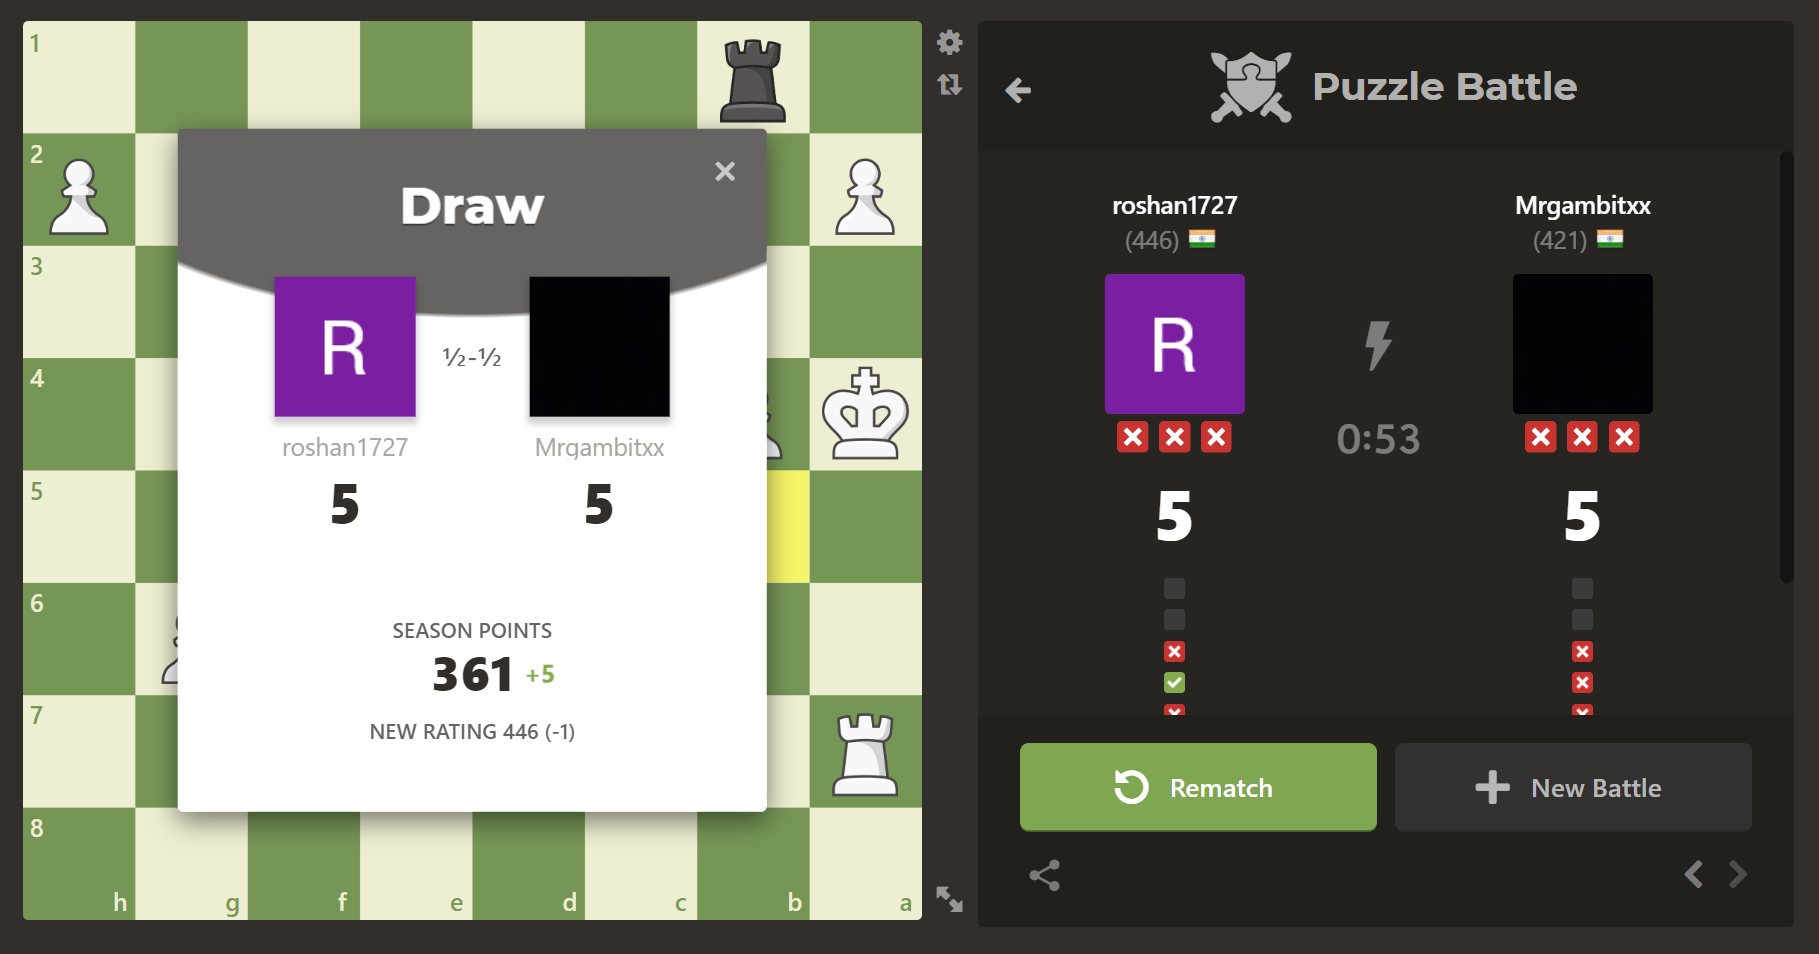 1
2
3
4
5
6
7
8
h
g
f
e
d
c
b
a
Draw
R
½-½
roshan1727
Mrgambitxx
5
5
SEASON POINTS
361 +5
NEW RATING 446 (-1)
Puzzle Battle
roshan1727
(446)
Mrgambitxx
(421)
R
0:53
5
5
Rematch
New Battle